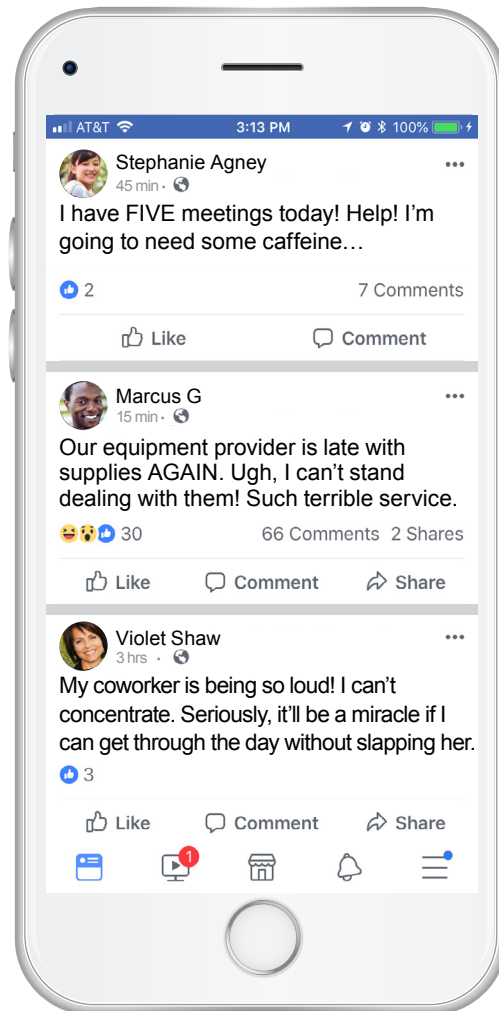 AT&T 3:13 PM 100%
Stephanie Agney
45 min ·
I have FIVE meetings today! Help! I'm
going to need some caffeine…
2 7 Comments
Like Comment
Marcus G
15 min ·
Our equipment provider is late with
supplies AGAIN. Ugh, I can't stand
dealing with them! Such terrible service.
30 66 Comments 2 Shares
Like Comment Share
Violet Shaw
3 hrs ·
My coworker is being so loud! I can't
concentrate. Seriously, it'll be a miracle if I
can get through the day without slapping her.
3
Like Comment Share
1